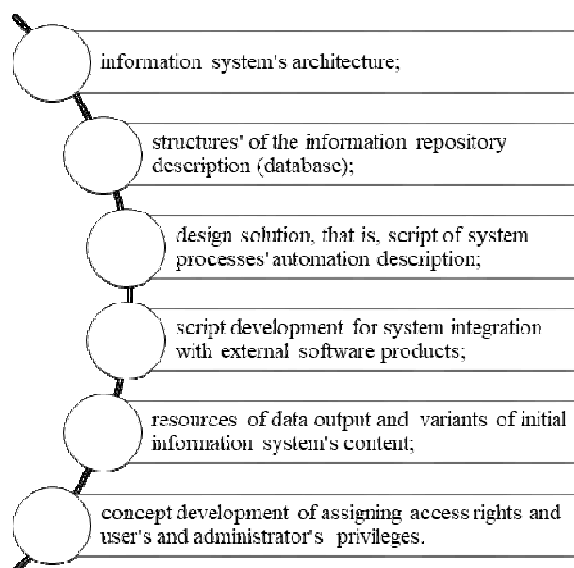 information system's architecture;
structures' of the information repository
description (database);
design solution, that is, script of system
processes' automation description;
script development for system integration
with external software products;
resources of data output and variants of initial
information system's content;
concept development of assigning access rights and
user's and administrator's privileges.